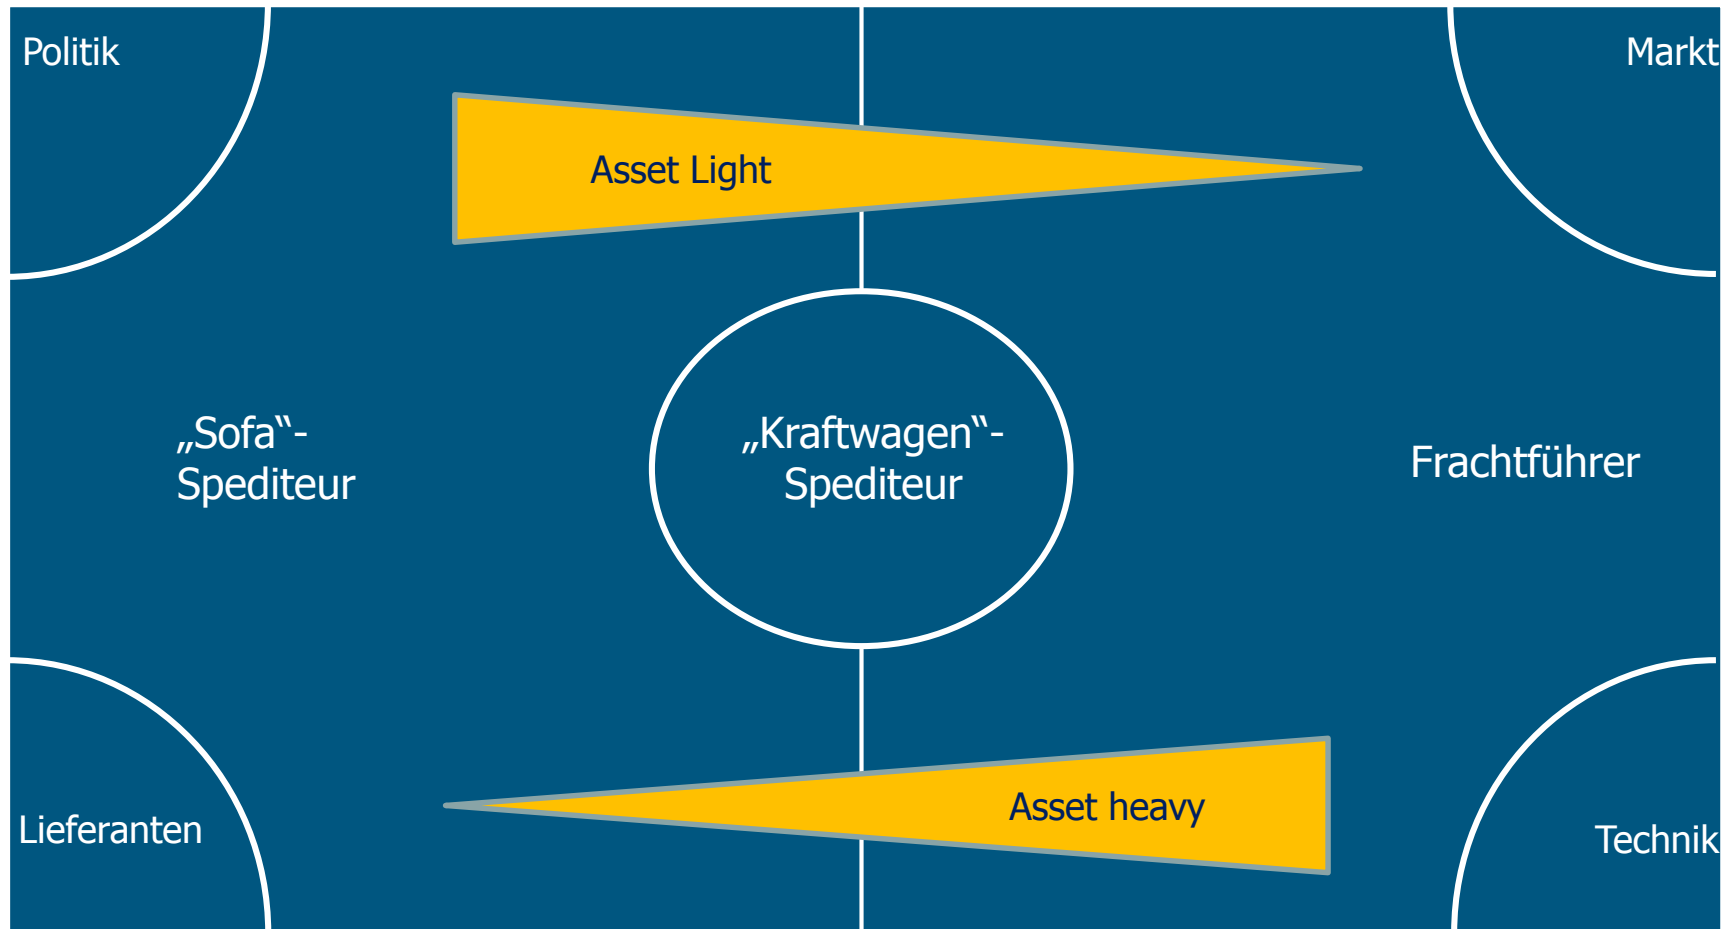 Politik
Markt
Asset Light
„Sofa“-
Spediteur
„Kraftwagen“-
Spediteur
Frachtführer
Asset heavy
Lieferanten
Technik